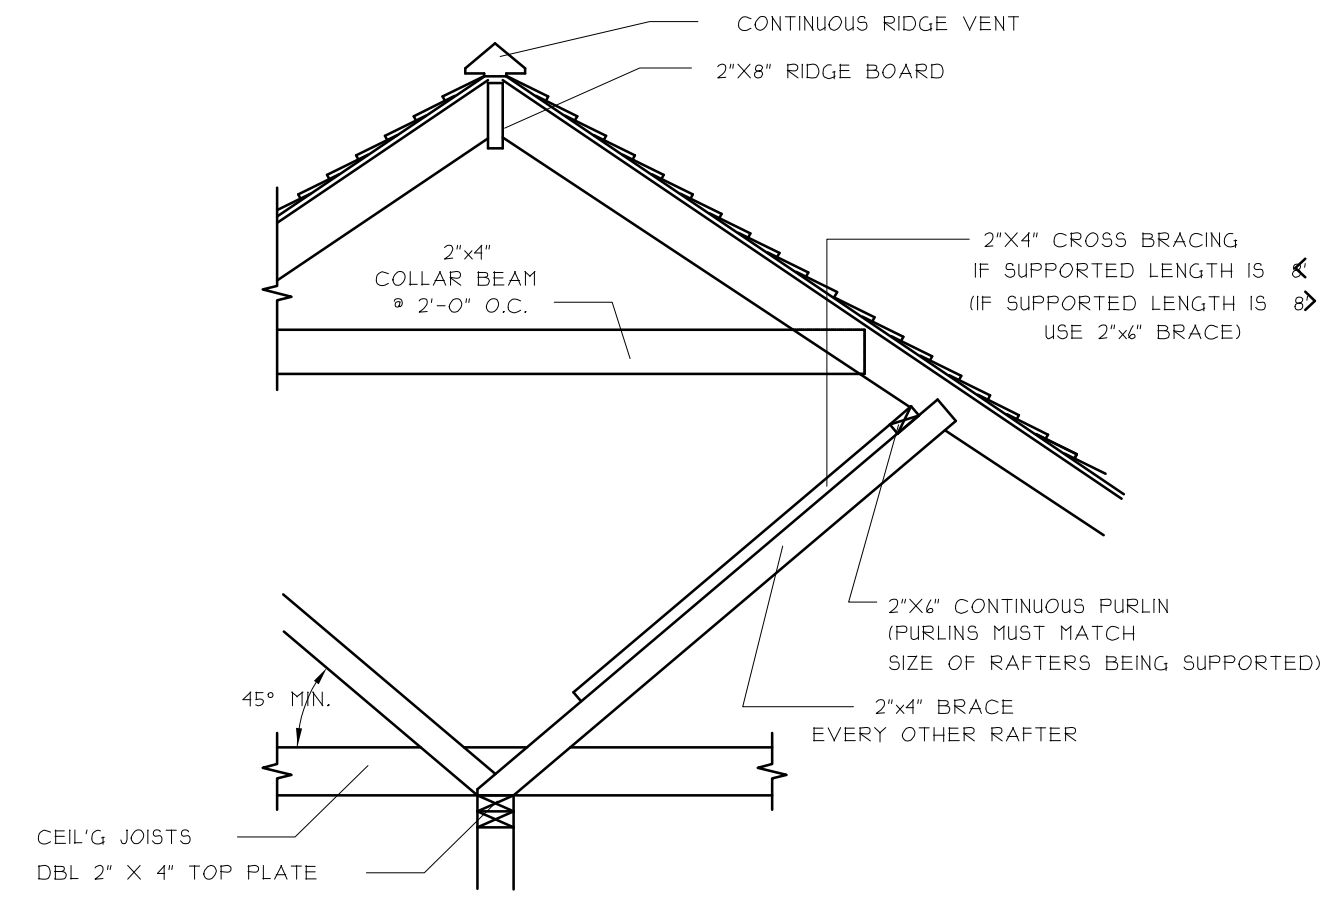 CONTINUOUS RIDGE VENT
2"X8" RIDGE BOARD
2"x4"
COLLAR BEAM
@ 2'-0" O.C.
2"X4" CROSS BRACING
IF SUPPORTED LENGTH IS < 8'
(IF SUPPORTED LENGTH IS 8'>
USE 2"x6" BRACE)
2"X6" CONTINUOUS PURLIN
(PURLINS MUST MATCH
SIZE OF RAFTERS BEING SUPPORTED)
45° MIN.
2"x4" BRACE
EVERY OTHER RAFTER
CEIL'G JOISTS
DBL 2" X 4" TOP PLATE